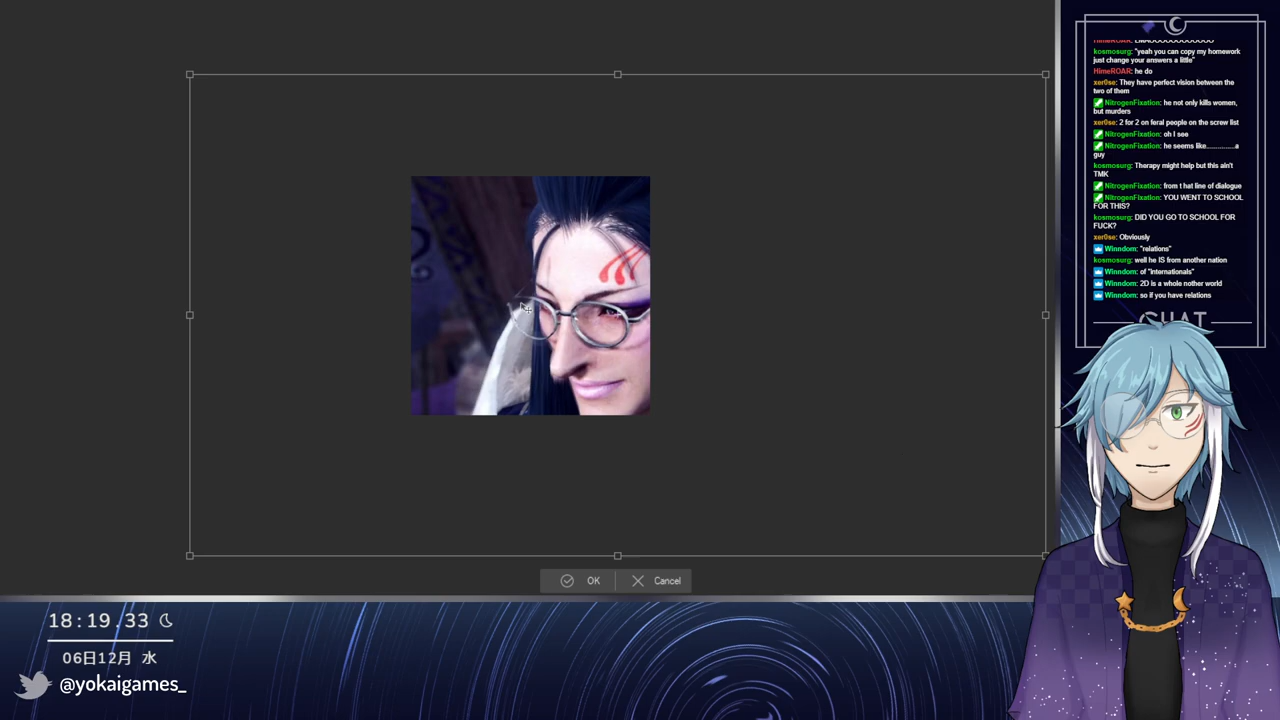 kosmosurg: "yeah you can copy my homework
just change your answers a little"
HimeROAR: he do
xer0se: They have perfect vision between the
two of them
NitrogenFixation: he not only kills women,
but murders
xer0se: 2 for 2 on feral people on the screw list
NitrogenFixation: oh I see
NitrogenFixation: he seems like...............a
guy
kosmosurg: Therapy might help but this ain't
TMK
NitrogenFixation: from t hat line of dialogue
NitrogenFixation: YOU WENT TO SCHOOL
FOR THIS?
kosmosurg: DID YOU GO TO SCHOOL FOR
FUCK?
xer0se: Obviously
Winndom: "relations"
kosmosurg: well he IS from another nation
Winndom: of "internationals"
Winndom: 2D is a whole nother world
Winndom: so if you have relations
CHAT
OK Cancel
18:19.33
06日12月 水
@yokaigames_